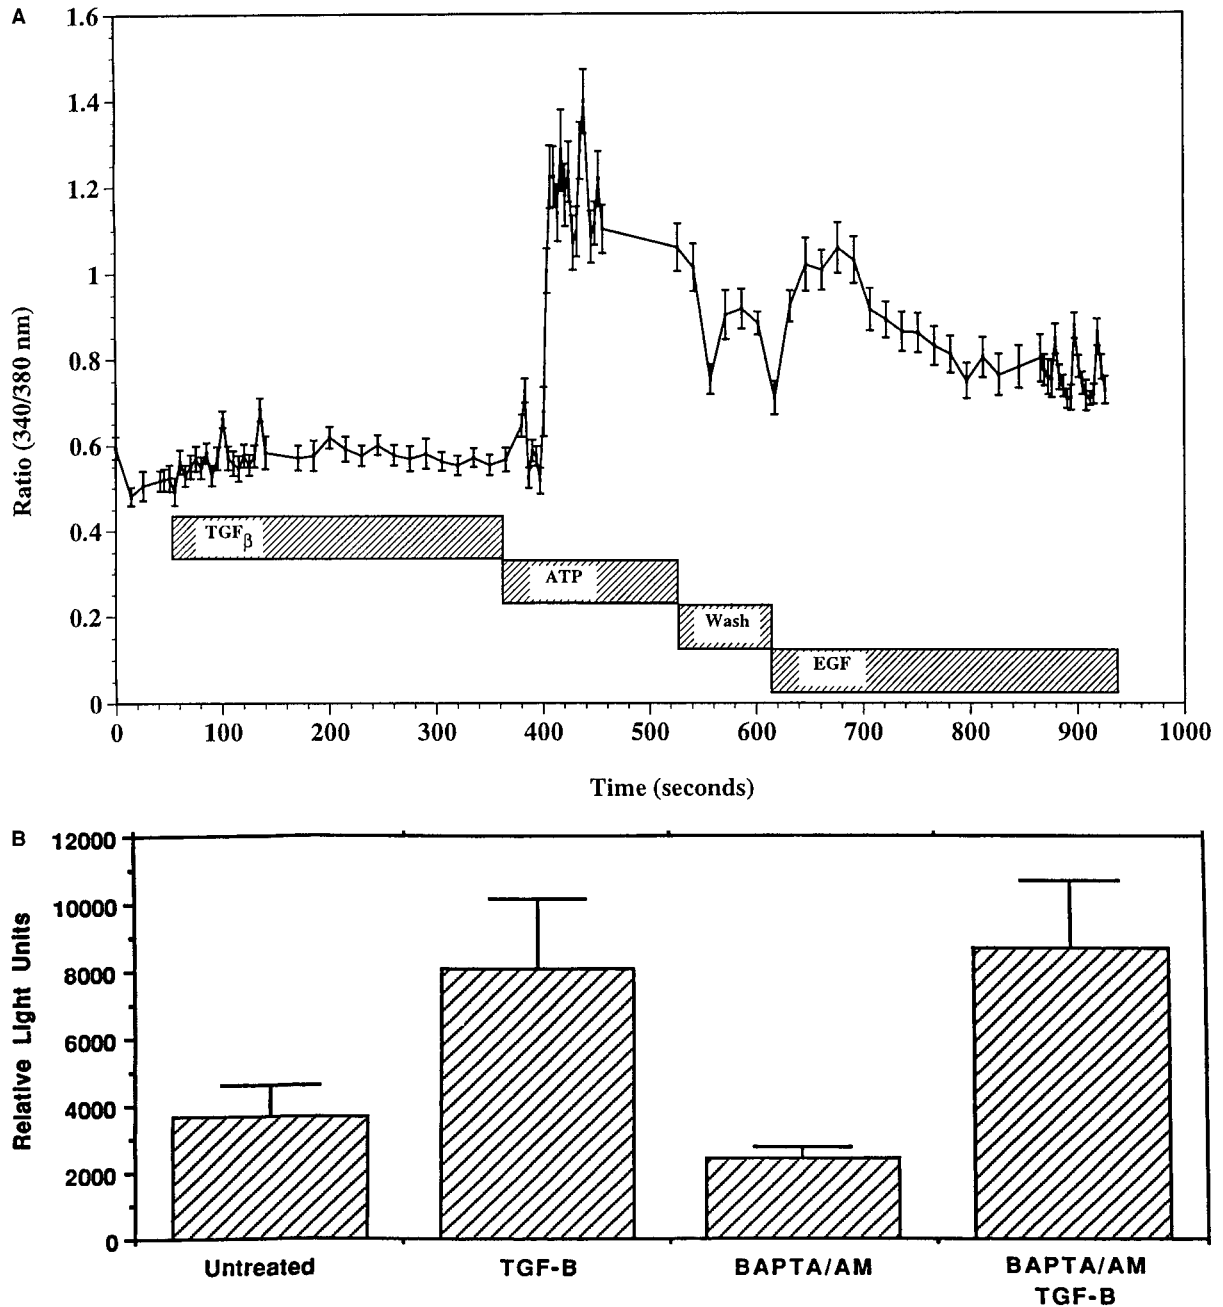 A
Ratio (340/380 nm)
1.6
1.4
1.2
1
0.8
0.6
0.4
0.2
0
TGFβ
ATP
Wash
EGF
0 100 200 300 400 500 600 700 800 900 1000
Time (seconds)
B
Relative Light Units
12000
10000
8000
6000
4000
2000
0
Untreated TGF-B BAPTA/AM BAPTA/AM
TGF-B